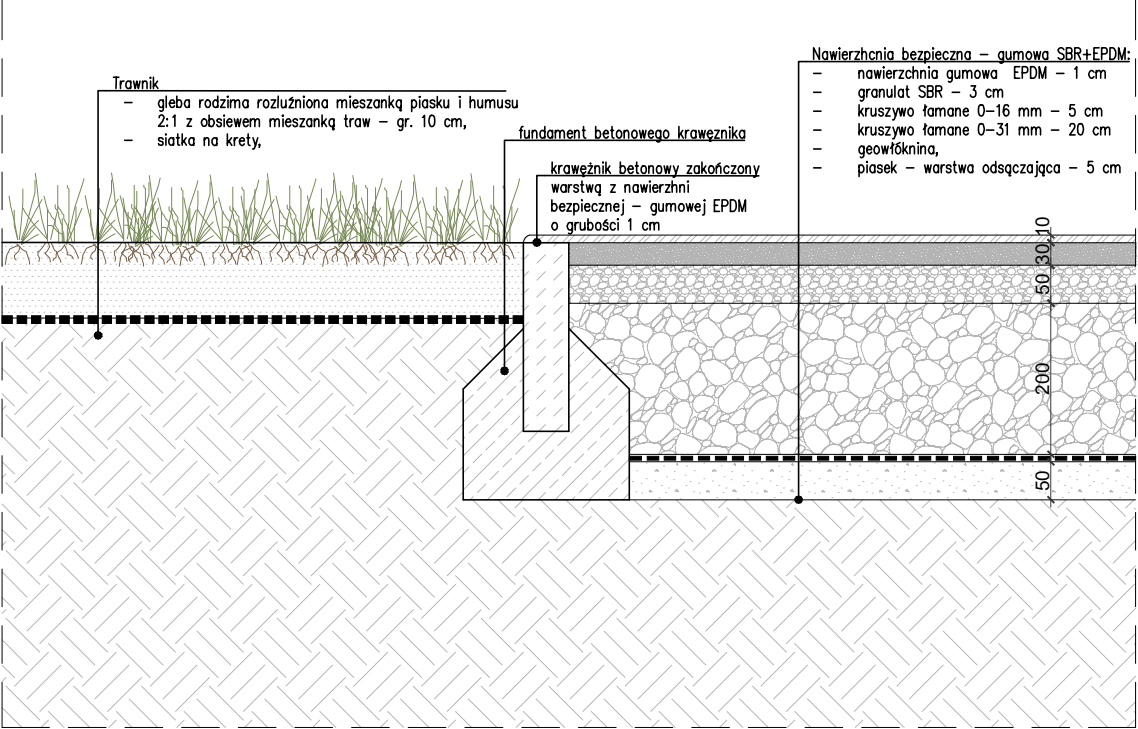 Trawnik
– gleba rodzima rozluźniona mieszanką piasku i humusu
2:1 z obsiewem mieszanką traw – gr. 10 cm,
– siatka na krety,
fundament betonowego krawęznika
krawężnik betonowy zakończony
warstwą z nawierzhni
bezpiecznej – gumowej EPDM
o grubości 1 cm
Nawierzhcnia bezpieczna – gumowa SBR+EPDM:
– nawierzchnia gumowa EPDM – 1 cm
– granulat SBR – 3 cm
– kruszywo łamane 0–16 mm – 5 cm
– kruszywo łamane 0–31 mm – 20 cm
– geowłóknina,
– piasek – warstwa odsączająca – 5 cm
10
30
50
200
50